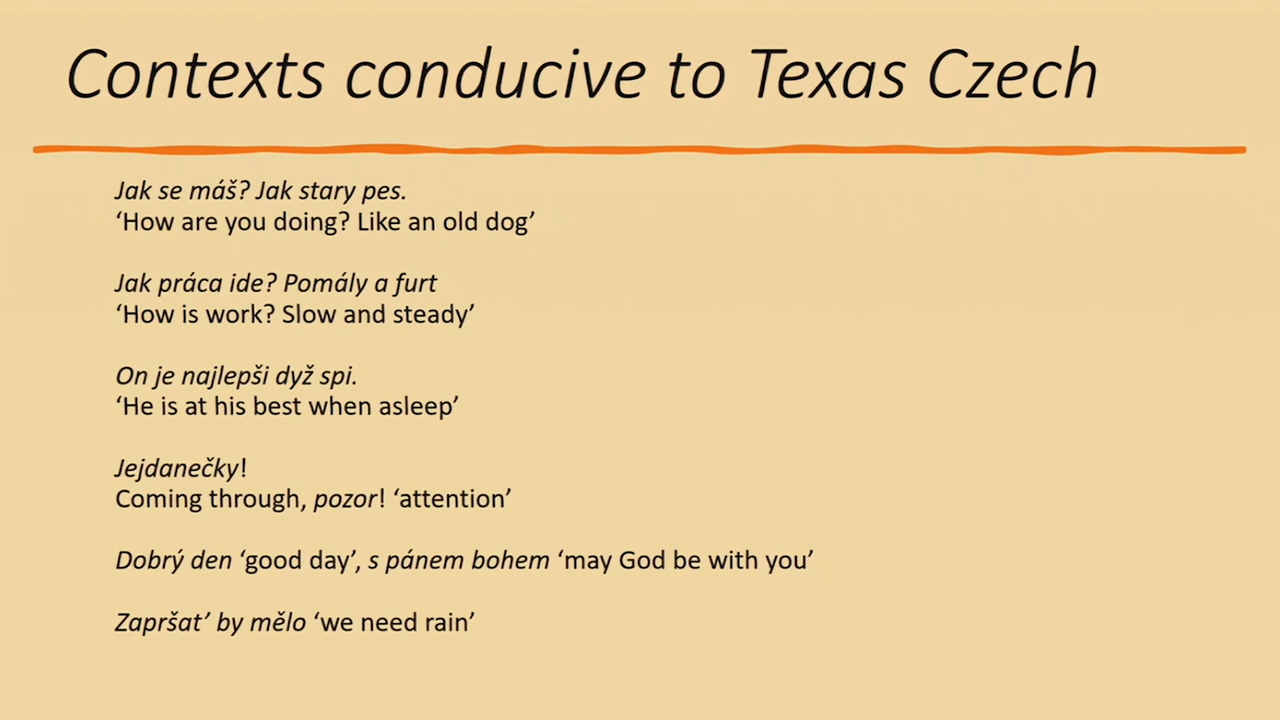 Contexts conducive to Texas Czech
Jak se máš? Jak stary pes.
‘How are you doing? Like an old dog’
Jak práca ide? Pomály a furt
‘How is work? Slow and steady’
On je najlepši dyž spi.
‘He is at his best when asleep’
Jejdanečky!
Coming through, pozor! ‘attention’
Dobrý den ‘good day’, s pánem bohem ‘may God be with you’
Zapršat’ by mělo ‘we need rain’